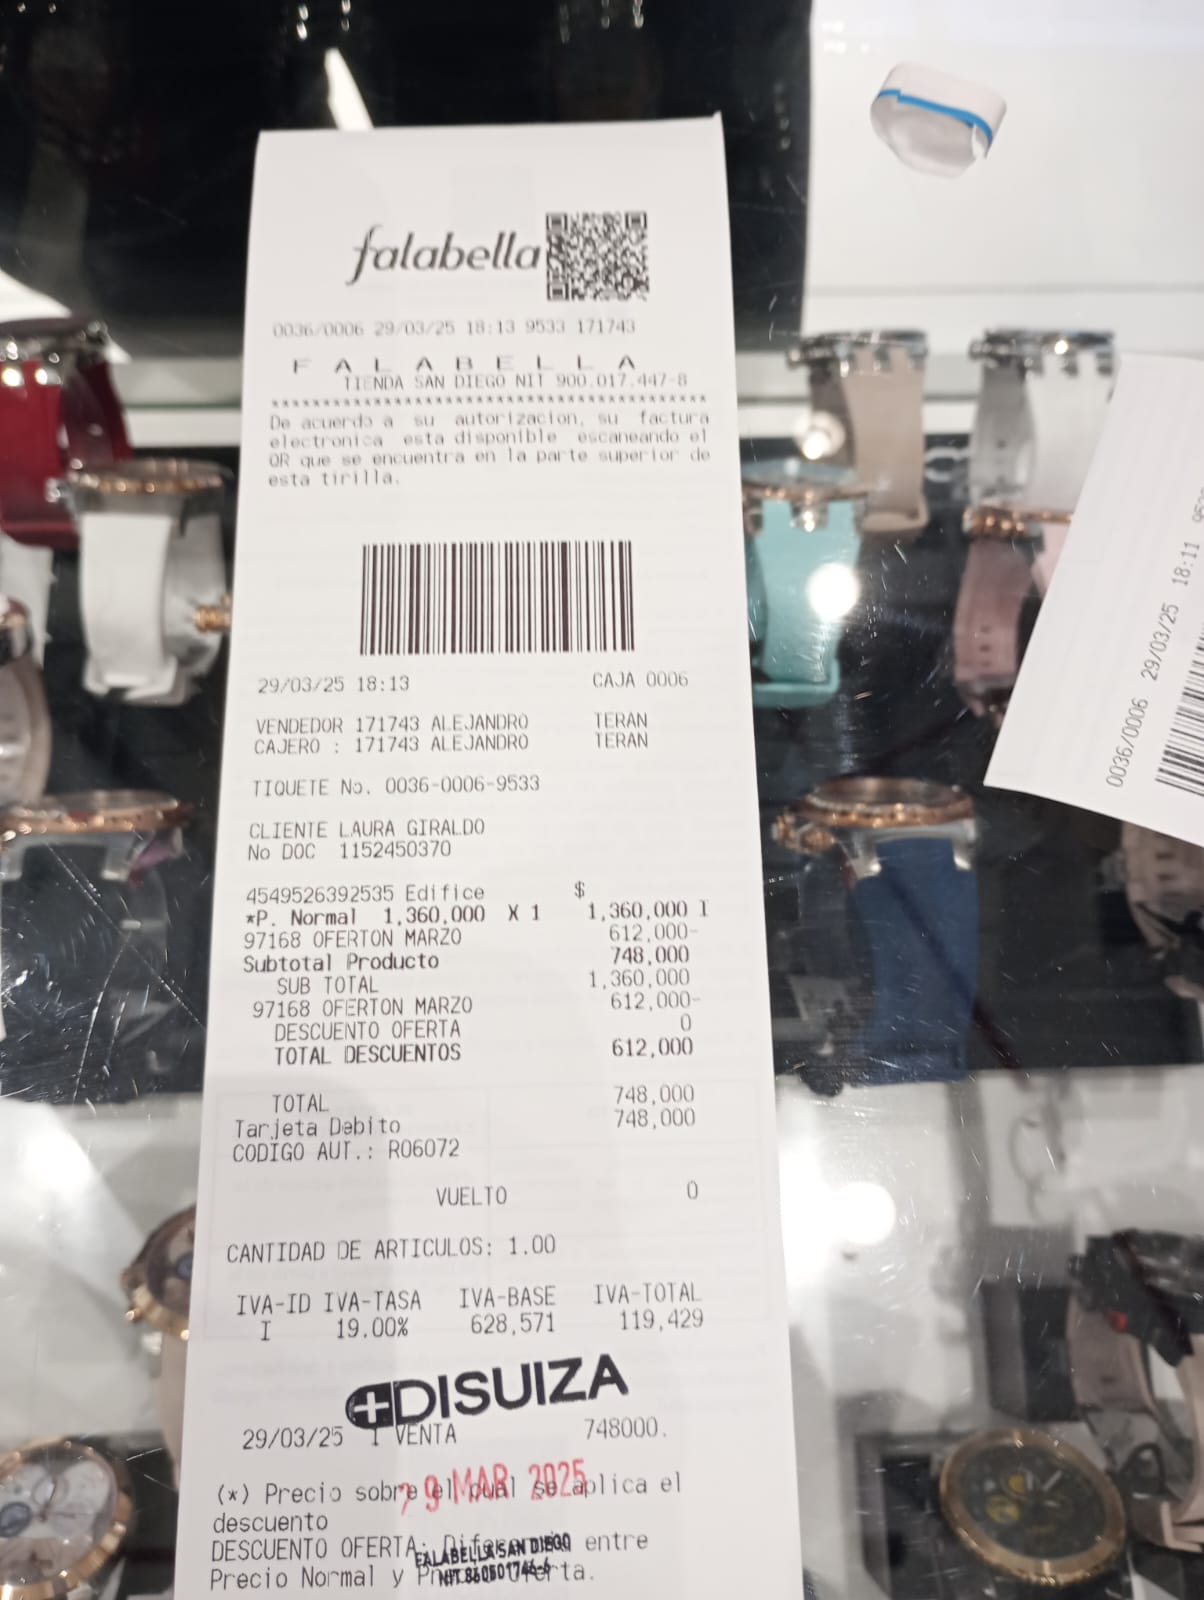 falabella
0036/0006 29/03/25 18:13 9533 171743
F A L A B E L L A
TIENDA SAN DIEGO NIT 900.017.447-8
****************************************
De acuerdo a su autorizacion, su factura
electronica esta disponible escaneando el
QR que se encuentra en la parte superior de
esta tirilla.
29/03/25 18:13 CAJA 0006
VENDEDOR 171743 ALEJANDRO TERAN
CAJERO : 171743 ALEJANDRO TERAN
TIQUETE No. 0036-0006-9533
CLIENTE LAURA GIRALDO
No DOC 1152450370
4549526392535 Edifice $
*P. Normal 1,360,000 X 1 1,360,000 I
97168 OFERTON MARZO 612,000-
Subtotal Producto 748,000
SUB TOTAL 1,360,000
97168 OFERTON MARZO 612,000-
DESCUENTO OFERTA 0
TOTAL DESCUENTOS 612,000
TOTAL 748,000
Tarjeta Debito 748,000
CODIGO AUT.: R06072
VUELTO 0
CANTIDAD DE ARTICULOS: 1.00
IVA-ID IVA-TASA IVA-BASE IVA-TOTAL
I 19.00% 628,571 119,429
DISUIZA
29/03/25 1 VENTA 748000.
(*) Precio sobre el cual se aplica el
29 MAR 2025
descuento
DESCUENTO OFERTA: Diferencia entre
FALABELLA SAN DIEGO
Precio Normal y Precio Oferta.
0036/0006 29/03/25 18:11